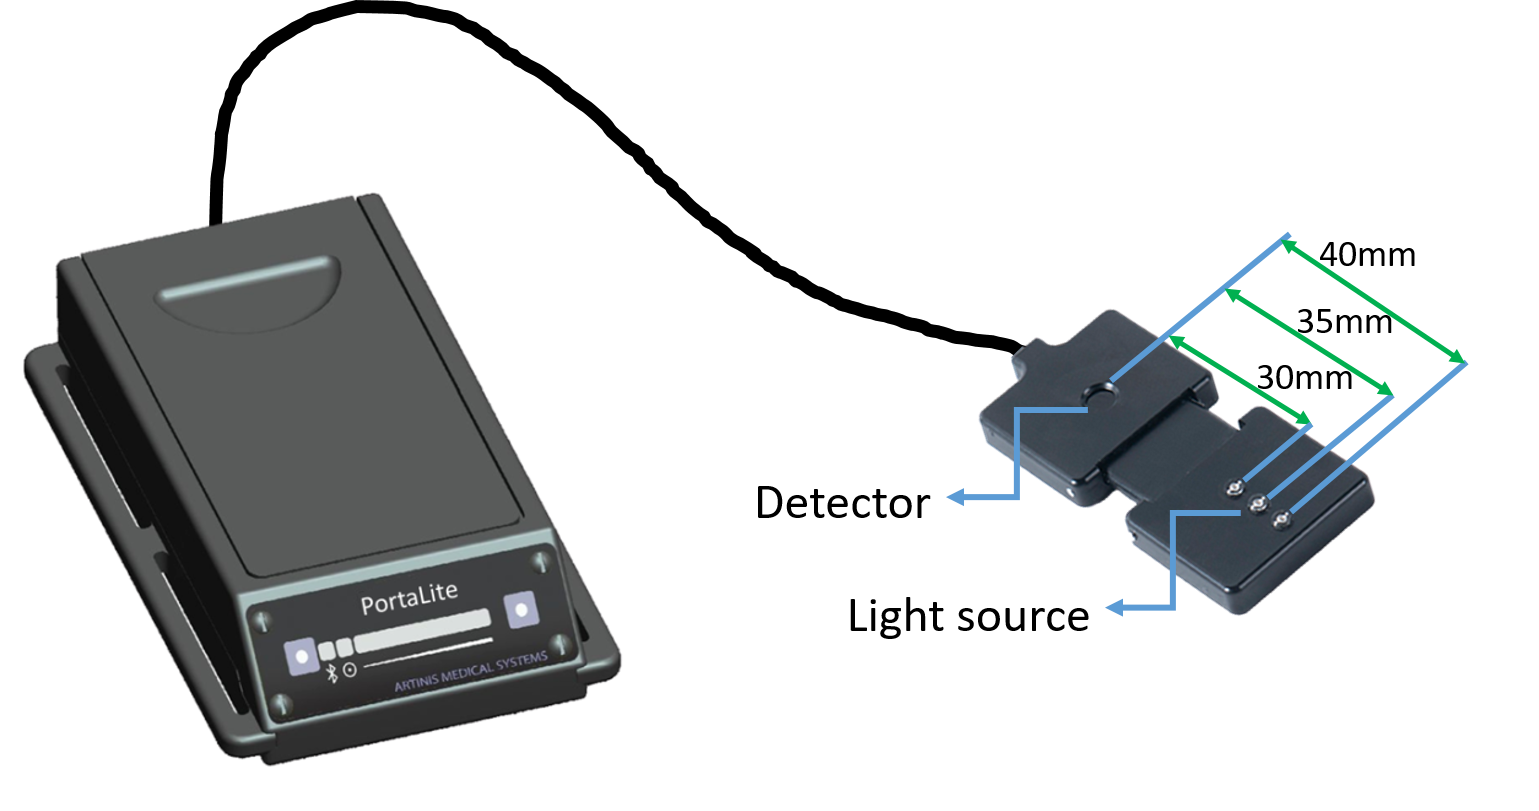 40mm
35mm
30mm
Detector
Light source
PortaLite
ARTINIS MEDICAL SYSTEMS